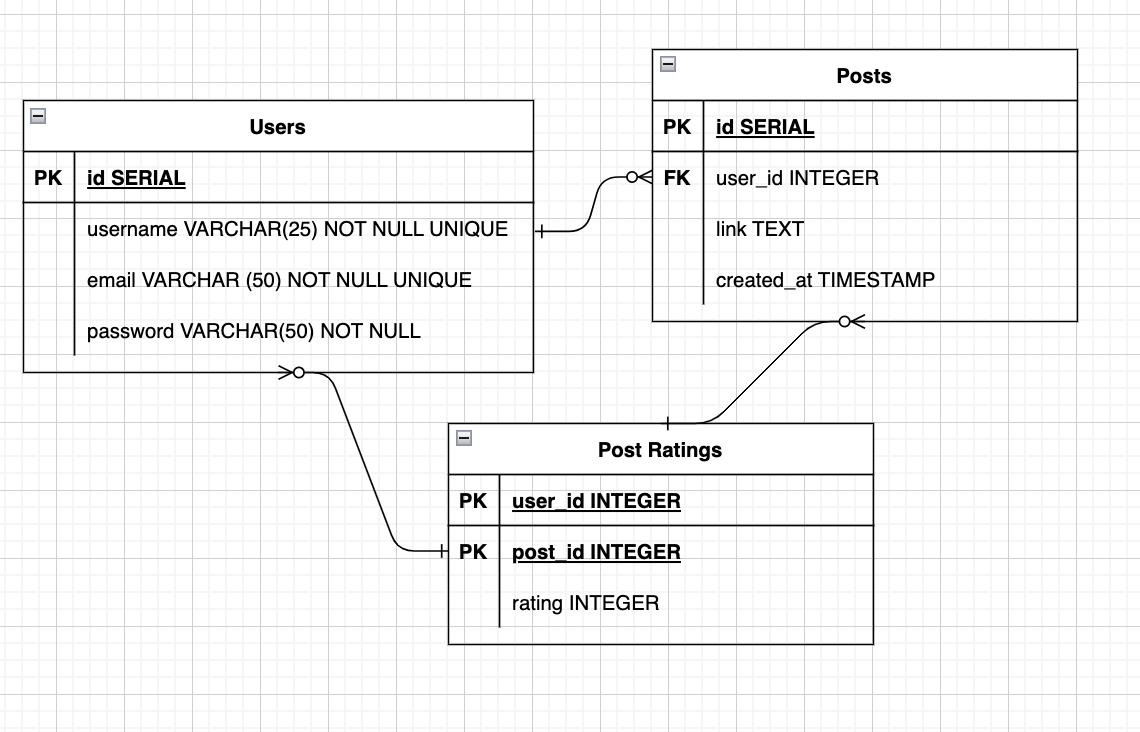 Users
PK id SERIAL
username VARCHAR(25) NOT NULL UNIQUE
email VARCHAR (50) NOT NULL UNIQUE
password VARCHAR(50) NOT NULL
Posts
PK id SERIAL
FK user_id INTEGER
link TEXT
created_at TIMESTAMP
Post Ratings
PK user_id INTEGER
PK post_id INTEGER
rating INTEGER